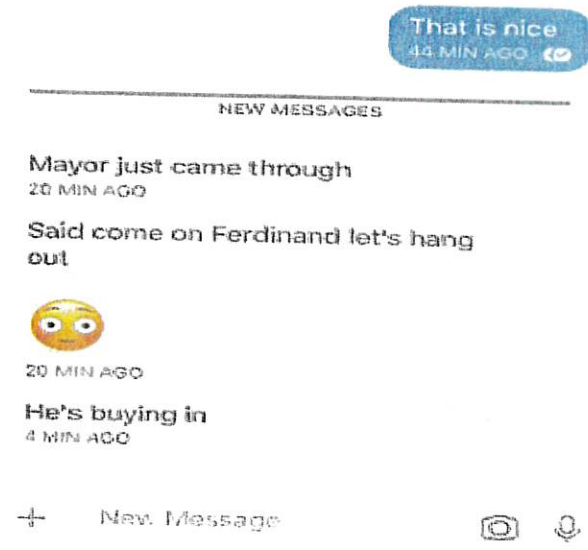 That is nice
44 MIN AGO
NEW MESSAGES
Mayor just came through
20 MIN AGO
Said come on Ferdinand let's hang
out
20 MIN AGO
He's buying in
4 MIN AGO
New Message